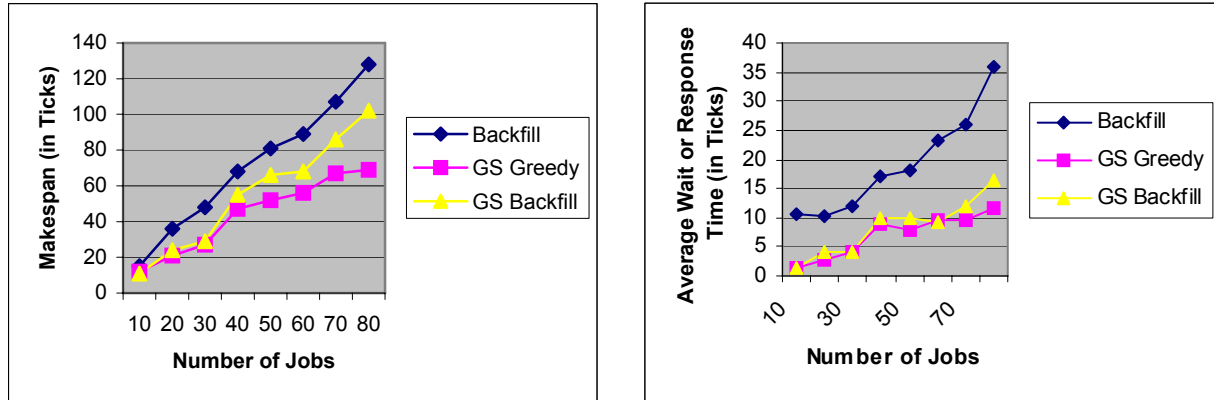 Makespan (in Ticks)
140
120
100
80
60
40
20
0
10 20 30 40 50 60 70 80
Number of Jobs
Backfill
GS Greedy
GS Backfill
Average Wait or Response
Time (in Ticks)
40
35
30
25
20
15
10
5
0
10 30 50 70
Number of Jobs
Backfill
GS Greedy
GS Backfill